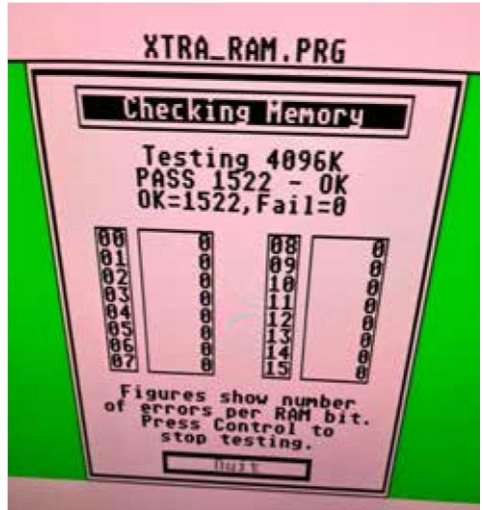 XTRA_RAM.PRG
Checking Memory
Testing 4096K
PASS 1522 - OK
OK=1522,Fail=0
00 0 08 0
01 0 09 0
02 0 10 0
03 0 11 0
04 0 12 0
05 0 13 0
06 0 14 0
07 0 15 0
Figures show number
of errors per RAM bit.
Press Control to
stop testing.
Quit